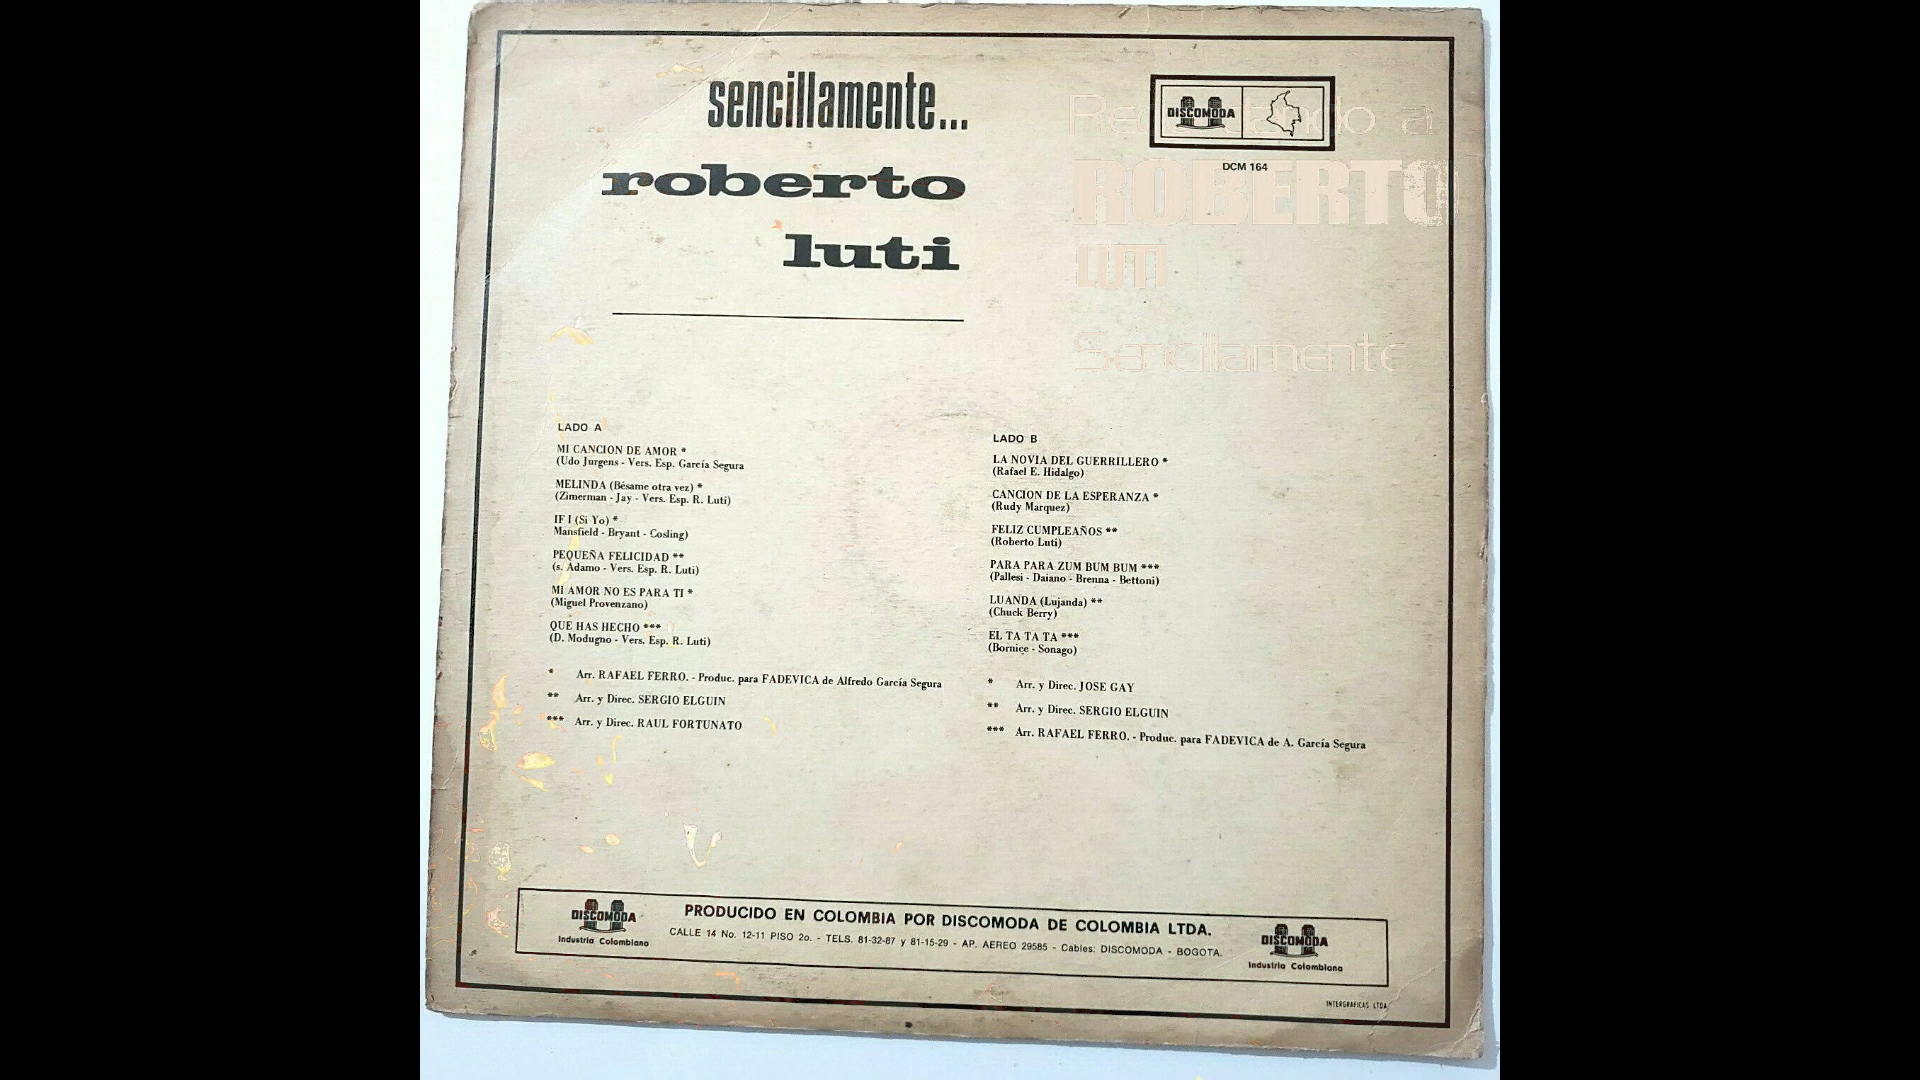 sencillamente...
roberto
luti
DISCOMODA
DCM 164
Recordando a
ROBERTO
LUTI
Sencillamente
LADO A
MI CANCION DE AMOR *
(Udo Jurgens - Vers. Esp. García Segura
MELINDA (Bésame otra vez) *
(Zimerman - Jay - Vers. Esp. R. Luti)
IF I (Si Yo) *
Mansfield - Bryant - Cosling)
PEQUEÑA FELICIDAD **
(s. Adamo - Vers. Esp. R. Luti)
MI AMOR NO ES PARA TI *
(Miguel Provenzano)
QUE HAS HECHO ***
(D. Modugno - Vers. Esp. R. Luti)
* Arr. RAFAEL FERRO. - Produc. para FADEVICA de Alfredo García Segura
** Arr. y Direc. SERGIO ELGUIN
*** Arr. y Direc. RAUL FORTUNATO
LADO B
LA NOVIA DEL GUERRILLERO *
(Rafael E. Hidalgo)
CANCION DE LA ESPERANZA *
(Rudy Marquez)
FELIZ CUMPLEAÑOS **
(Roberto Luti)
PARA PARA ZUM BUM BUM ***
(Pallesi - Daiano - Brenna - Bettoni)
LUANDA (Lujanda) **
(Chuck Berry)
EL TA TA TA ***
(Bornice - Sonago)
* Arr. y Direc. JOSE GAY
** Arr. y Direc. SERGIO ELGUIN
*** Arr. RAFAEL FERRO. - Produc. para FADEVICA de A. García Segura
DISCOMODA
Industria Colombiana
PRODUCIDO EN COLOMBIA POR DISCOMODA DE COLOMBIA LTDA.
CALLE 14 No. 12-11 PISO 2o. - TELS. 81-32-87 y 81-15-29 - AP. AEREO 29585 - Cables: DISCOMODA - BOGOTA.
DISCOMODA
Industria Colombiana
INTERGRAFICAS LTDA